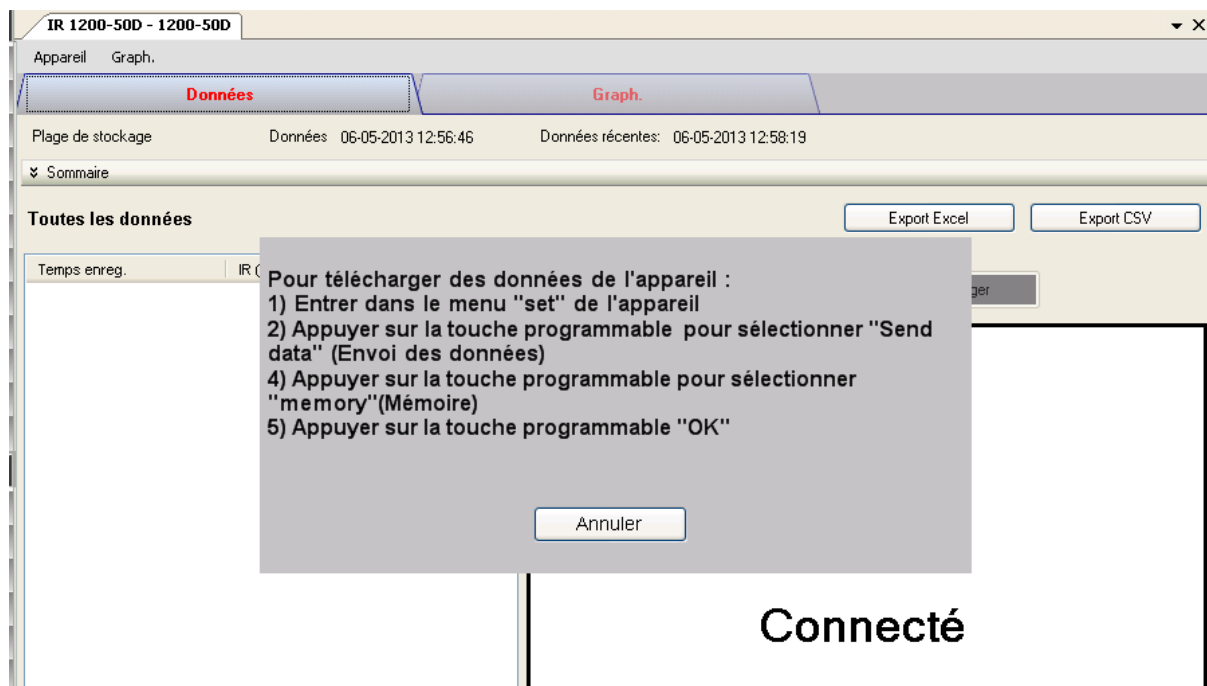 IR 1200-50D - 1200-50D
Appareil Graph.
Données Graph.
Plage de stockage Données 06-05-2013 12:56:46 Données récentes: 06-05-2013 12:58:19
Sommaire
Toutes les données Export Excel Export CSV
Temps enreg. IR (
ger
Pour télécharger des données de l'appareil :
1) Entrer dans le menu "set" de l'appareil
2) Appuyer sur la touche programmable pour sélectionner "Send
data" (Envoi des données)
4) Appuyer sur la touche programmable pour sélectionner
"memory"(Mémoire)
5) Appuyer sur la touche programmable "OK"
Annuler
Connecté